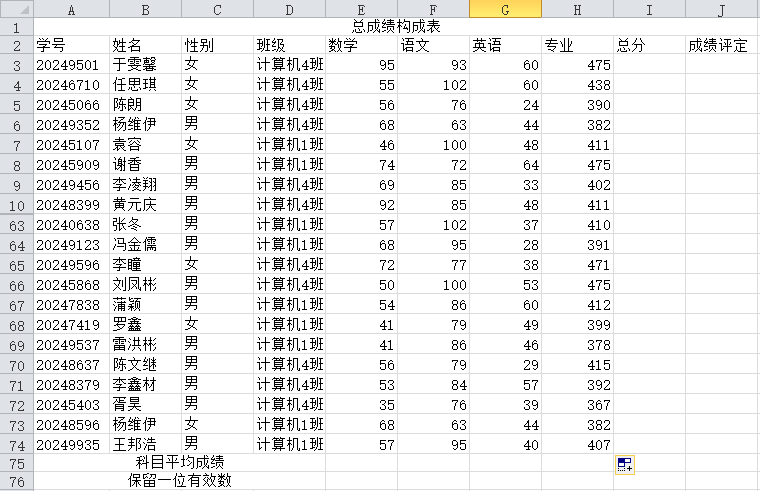 A B C D E F G H I J
1 总成绩构成表
2 学号 姓名 性别 班级 数学 语文 英语 专业 总分 成绩评定
3 20249501 于雯馨 女 计算机4班 95 93 60 475
4 20246710 任思琪 女 计算机4班 55 102 60 438
5 20245066 陈朗 女 计算机4班 56 76 24 390
6 20249352 杨维伊 男 计算机4班 68 63 44 382
7 20245107 袁容 女 计算机1班 46 100 48 411
8 20245909 谢香 男 计算机1班 74 72 64 475
9 20249456 李凌翔 男 计算机4班 69 85 33 402
10 20248399 黄元庆 男 计算机4班 92 85 48 411
63 20240638 张冬 男 计算机1班 57 102 37 410
64 20249123 冯金儒 男 计算机1班 68 95 28 391
65 20249596 李瞳 女 计算机4班 72 77 38 471
66 20245868 刘凤彬 男 计算机4班 50 100 53 475
67 20247838 蒲颖 男 计算机1班 54 86 60 412
68 20247419 罗鑫 女 计算机1班 41 79 49 399
69 20249537 雷洪彬 男 计算机1班 41 86 46 378
70 20248637 陈文继 男 计算机4班 56 79 29 415
71 20248379 李鑫材 男 计算机4班 53 84 57 392
72 20245403 胥昊 男 计算机4班 35 76 39 367
73 20248596 杨维伊 女 计算机1班 68 63 44 382
74 20249935 王邦浩 男 计算机1班 57 95 40 407
75 科目平均成绩
76 保留一位有效数